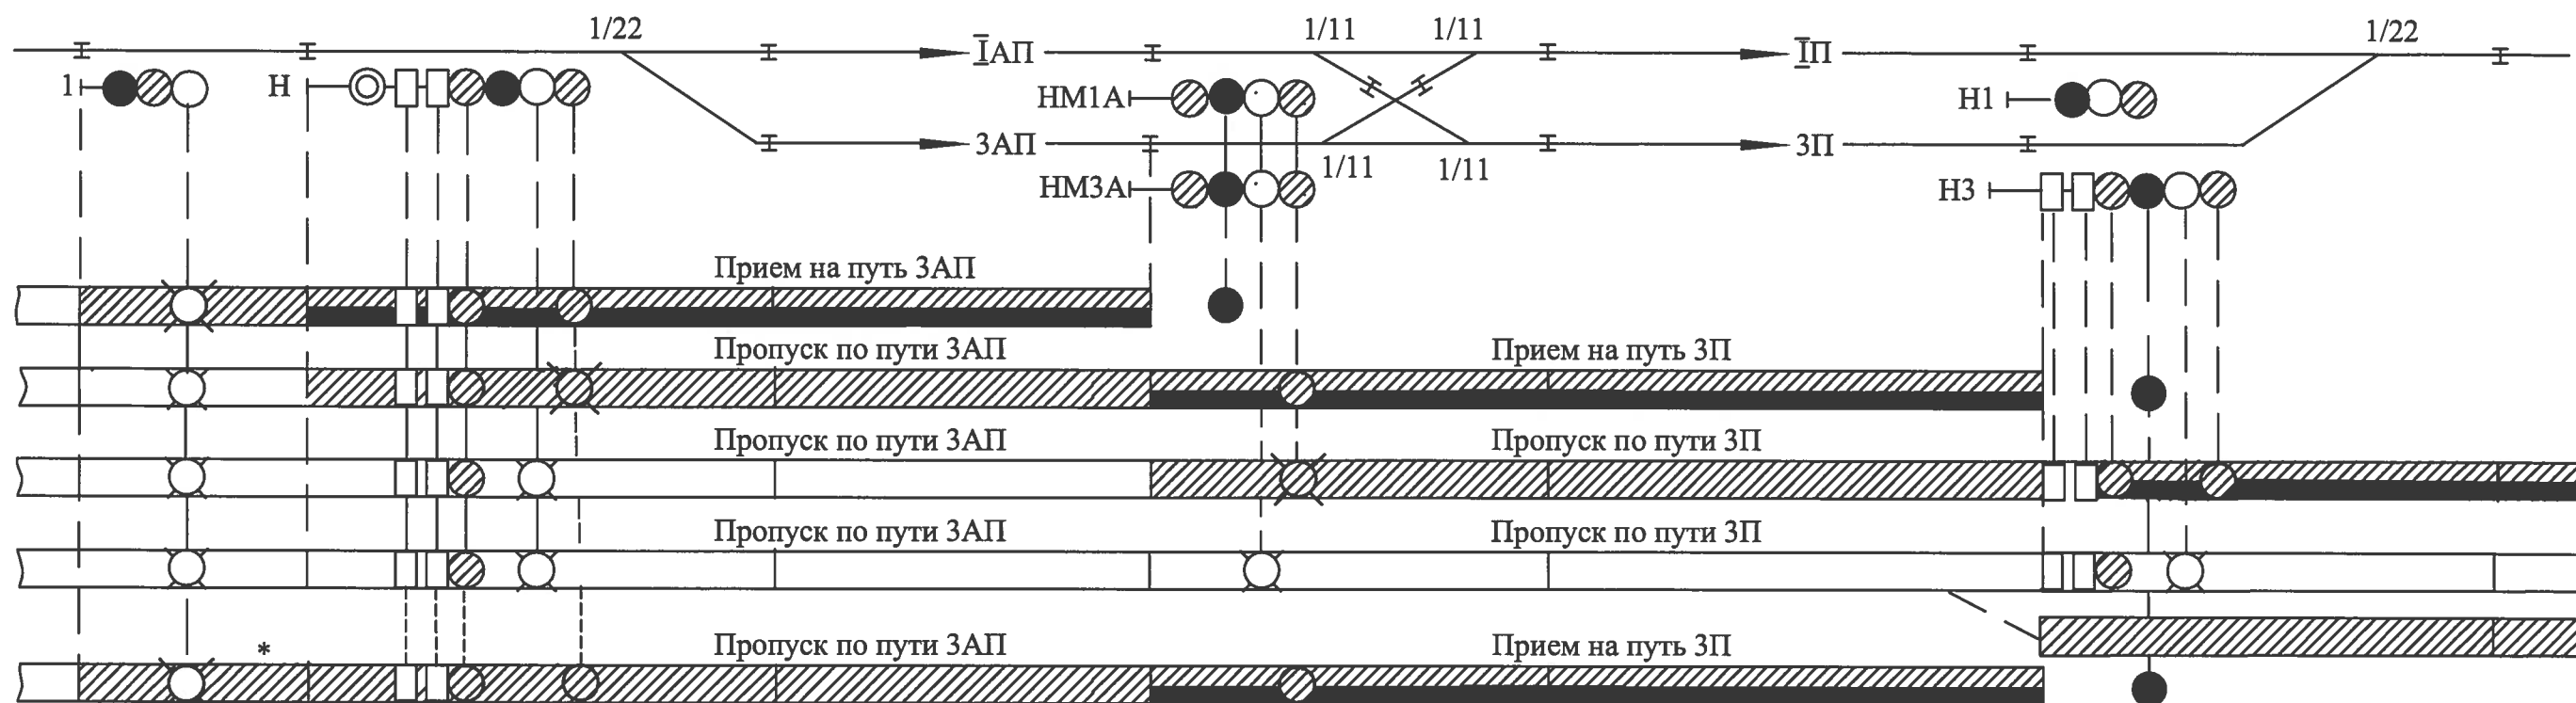 1/22 1/11 1/11 1/22
I̅АП I̲П
1 Н НМ1А Н1
3АП 3П
1/11 1/11
НМ3А Н3
Прием на путь 3АП
Пропуск по пути 3АП Прием на путь 3П
Пропуск по пути 3АП Пропуск по пути 3П
Пропуск по пути 3АП Пропуск по пути 3П
* Пропуск по пути 3АП Прием на путь 3П